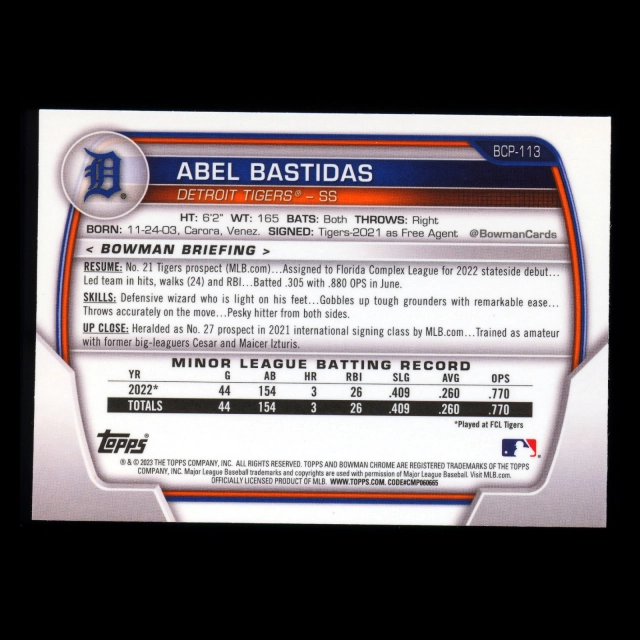 BCP-113
D
ABEL BASTIDAS
DETROIT TIGERS® – SS
HT: 6'2" WT: 165 BATS: Both THROWS: Right
BORN: 11-24-03, Carora, Venez. SIGNED: Tigers-2021 as Free Agent @BowmanCards
< BOWMAN BRIEFING >
RESUME: No. 21 Tigers prospect (MLB.com)...Assigned to Florida Complex League for 2022 stateside debut...
Led team in hits, walks (24) and RBI...Batted .305 with .880 OPS in June.
SKILLS: Defensive wizard who is light on his feet...Gobbles up tough grounders with remarkable ease...
Throws accurately on the move...Pesky hitter from both sides.
UP CLOSE: Heralded as No. 27 prospect in 2021 international signing class by MLB.com...Trained as amateur
with former big-leaguers Cesar and Maicer Izturis.
MINOR LEAGUE BATTING RECORD
YR G AB HR RBI SLG AVG OPS
2022* 44 154 3 26 .409 .260 .770
TOTALS 44 154 3 26 .409 .260 .770
*Played at FCL Tigers
Topps®
® & © 2023 THE TOPPS COMPANY, INC. ALL RIGHTS RESERVED. TOPPS AND BOWMAN CHROME ARE REGISTERED TRADEMARKS OF THE TOPPS
COMPANY, INC. Major League Baseball trademarks and copyrights are used with permission of Major League Baseball. Visit MLB.com.
OFFICIALLY LICENSED PRODUCT OF MLB. WWW.TOPPS.COM. CODE#CMP060665